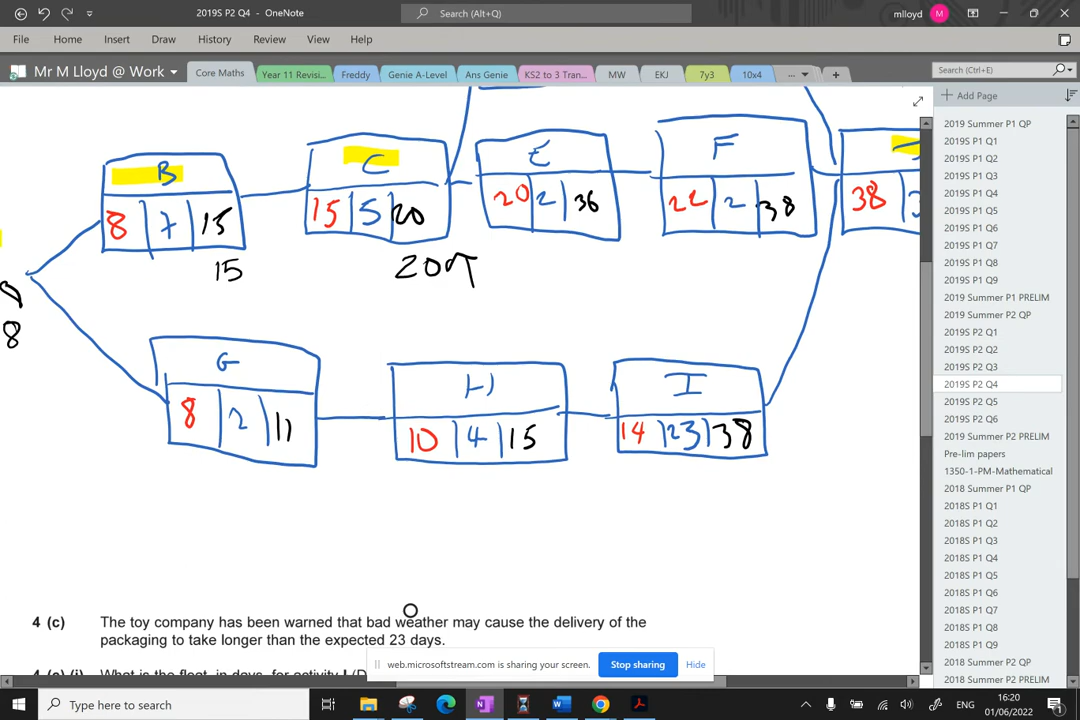 2019S P2 Q4 - OneNote
Search (Alt+Q)
mlloyd
M
File Home Insert Draw History Review View Help
Mr M Lloyd @ Work
Core Maths
Year 11 Revisi...
Freddy
Genie A-Level
Ans Genie
KS2 to 3 Tran...
MW
EKJ
7y3
10x4
...
Search (Ctrl+E)
Add Page
2019 Summer P1 QP
2019S P1 Q1
2019S P1 Q2
2019S P1 Q3
2019S P1 Q4
2019S P1 Q5
2019S P1 Q6
2019S P1 Q7
2019S P1 Q8
2019S P1 Q9
2019 Summer P1 PRELIM
2019 Summer P2 QP
2019S P2 Q1
2019S P2 Q2
2019S P2 Q3
2019S P2 Q4
2019S P2 Q5
2019S P2 Q6
2019 Summer P2 PRELIM
Pre-lim papers
1350-1-PM-Mathematical
2018 Summer P1 QP
2018S P1 Q1
2018S P1 Q2
2018S P1 Q3
2018S P1 Q4
2018S P1 Q5
2018S P1 Q6
2018S P1 Q7
2018S P1 Q8
2018S P1 Q9
2018 Summer P2 QP
2018 Summer P2 PRELIM
B
8 7 15
15
C
15 5 20
20
E
20 2 36
F
22 2 38
38
8
G
8 2 11
H
10 4 15
I
14 23 38
4 (c) The toy company has been warned that bad weather may cause the delivery of the
packaging to take longer than the expected 23 days.
4 (c) (i) What is the float, in days, for activity I (D
web.microsoftstream.com is sharing your screen.
Stop sharing
Hide
Type here to search
ENG
16:20
01/06/2022